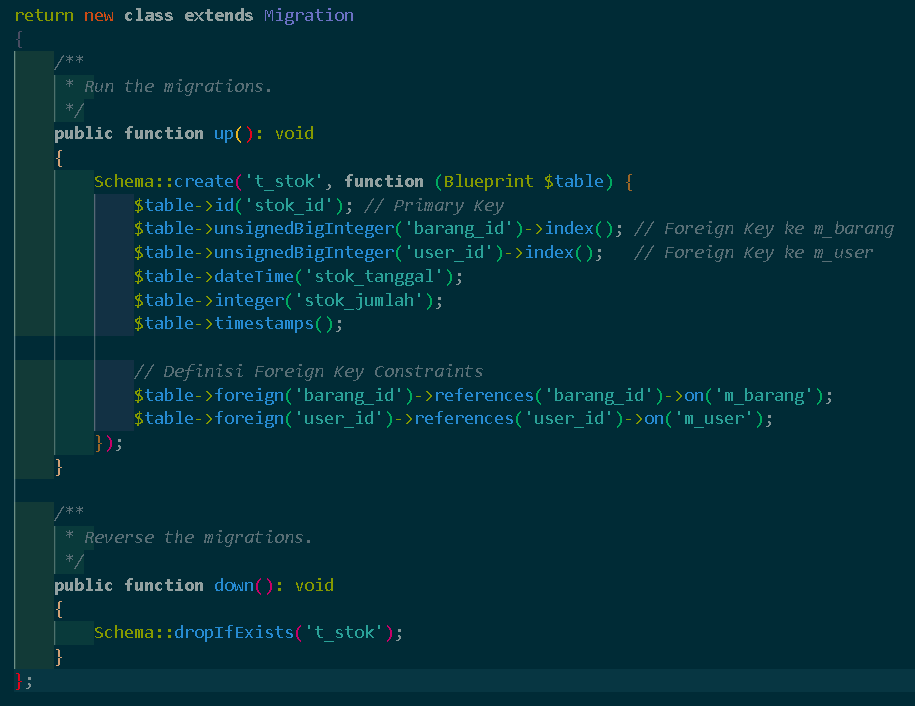 return new class extends Migration
{
    /**
     * Run the migrations.
     */
    public function up(): void
    {
        Schema::create('t_stok', function (Blueprint $table) {
            $table->id('stok_id'); // Primary Key
            $table->unsignedBigInteger('barang_id')->index(); // Foreign Key ke m_barang
            $table->unsignedBigInteger('user_id')->index();   // Foreign Key ke m_user
            $table->dateTime('stok_tanggal');
            $table->integer('stok_jumlah');
            $table->timestamps();

            // Definisi Foreign Key Constraints
            $table->foreign('barang_id')->references('barang_id')->on('m_barang');
            $table->foreign('user_id')->references('user_id')->on('m_user');
        });
    }

    /**
     * Reverse the migrations.
     */
    public function down(): void
    {
        Schema::dropIfExists('t_stok');
    }
};